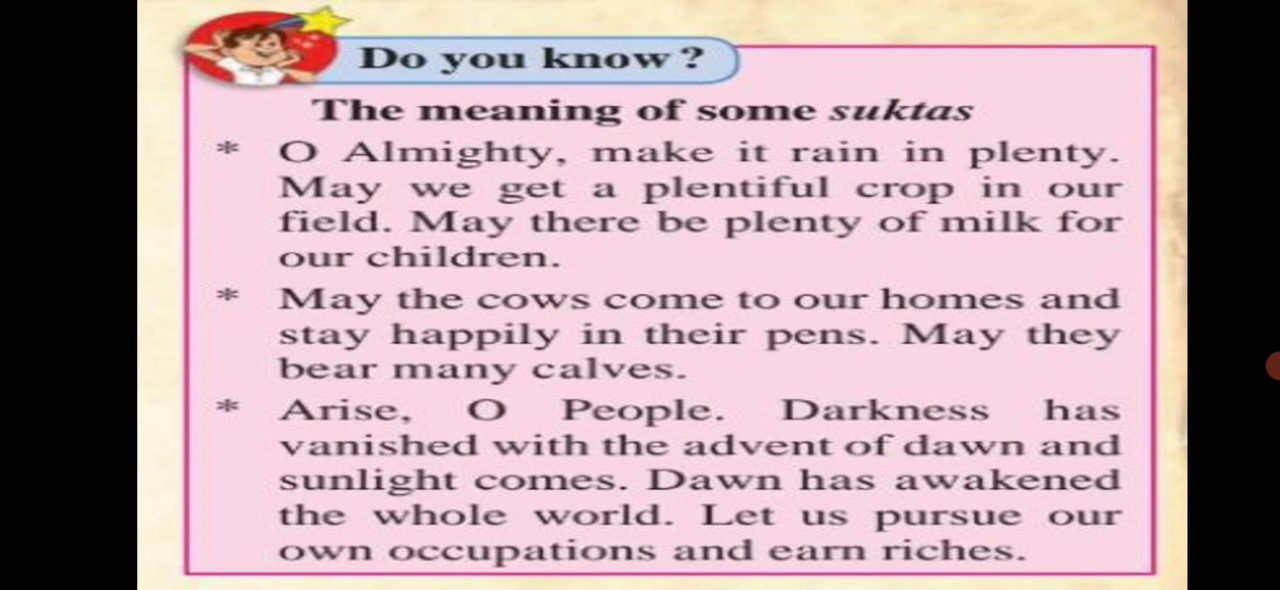 Do you know?
The meaning of some suktas
* O Almighty, make it rain in plenty.
May we get a plentiful crop in our
field. May there be plenty of milk for
our children.
* May the cows come to our homes and
stay happily in their pens. May they
bear many calves.
* Arise, O People. Darkness has
vanished with the advent of dawn and
sunlight comes. Dawn has awakened
the whole world. Let us pursue our
own occupations and earn riches.